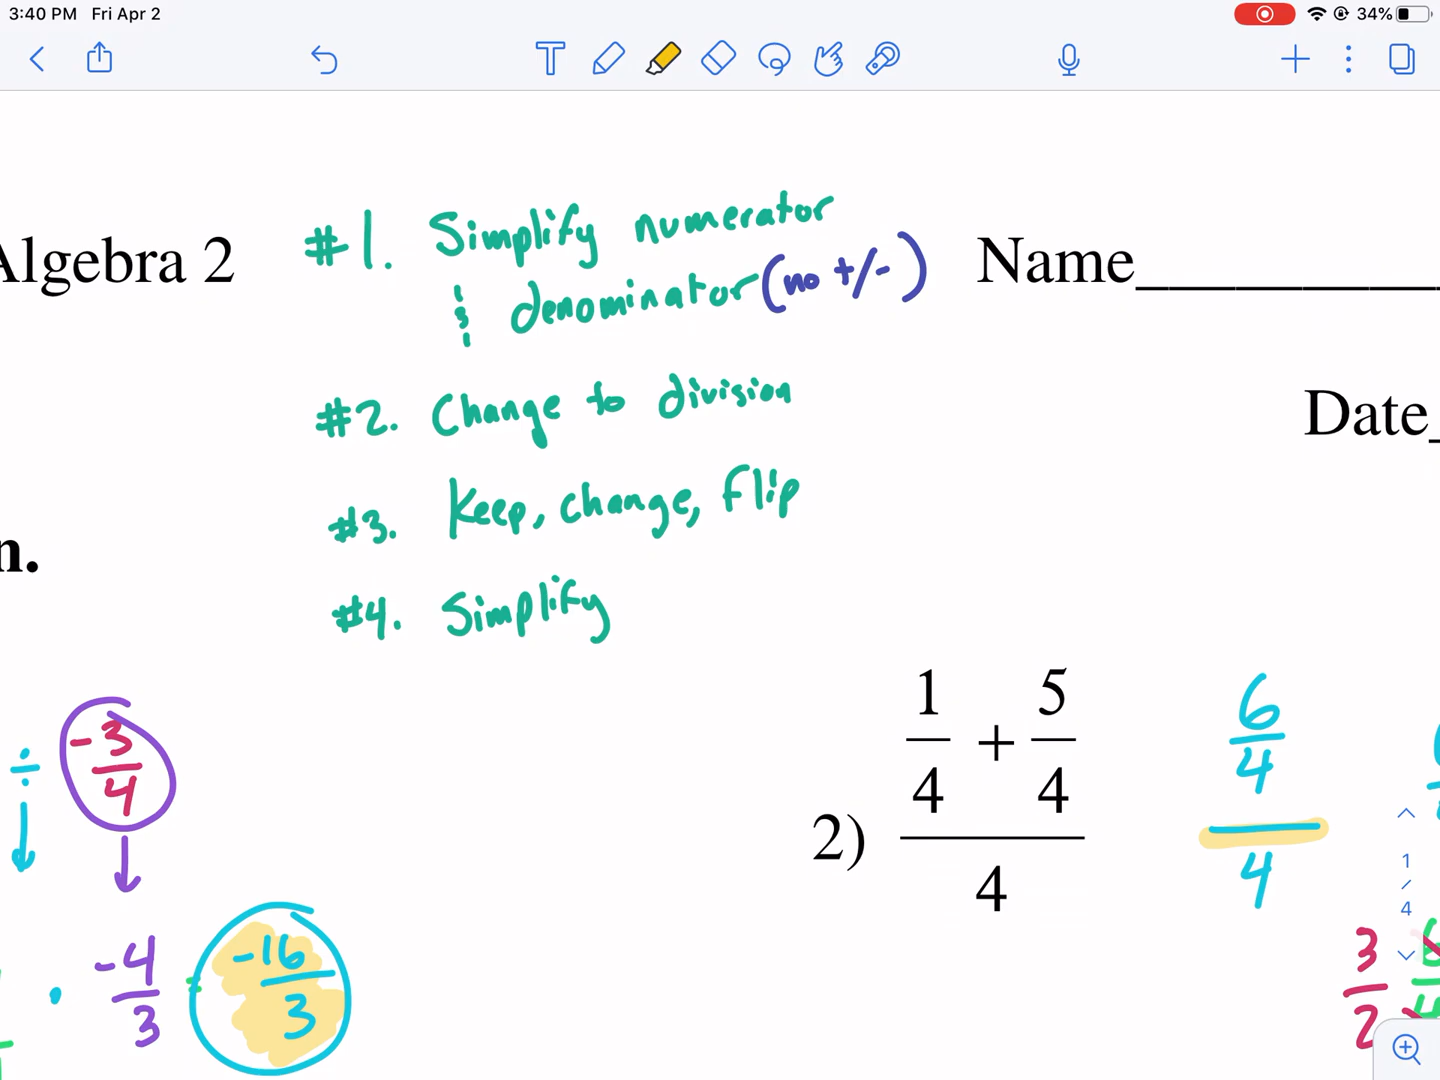 3:40 PM Fri Apr 2
34%
Algebra 2
#1. Simplify numerator
& denominator (no +/-)
Name
#2. Change to division
Date
#3. Keep, change, flip
n.
#4. Simplify
÷ -3/4
2) (1/4 + 5/4)/4
(6/4)/4
1/4
· -4/3 = -16/3
3/2 6/4